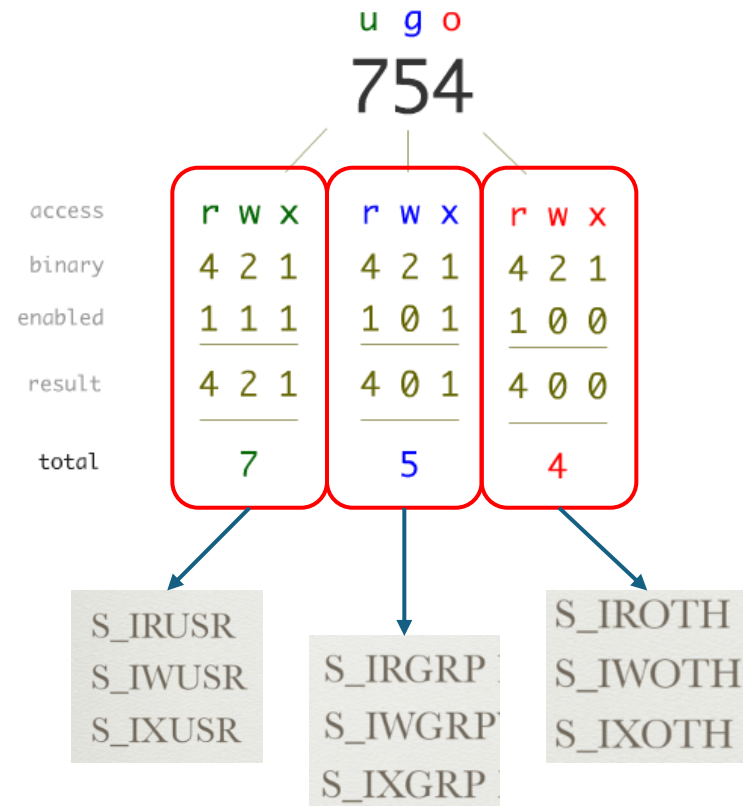 u g o
754
access r w x r w x r w x
binary 4 2 1 4 2 1 4 2 1
enabled 1 1 1 1 0 1 1 0 0
result 4 2 1 4 0 1 4 0 0
total 7 5 4
S_IRUSR
S_IWUSR
S_IXUSR
S_IRGRP
S_IWGRP
S_IXGRP
S_IROTH
S_IWOTH
S_IXOTH